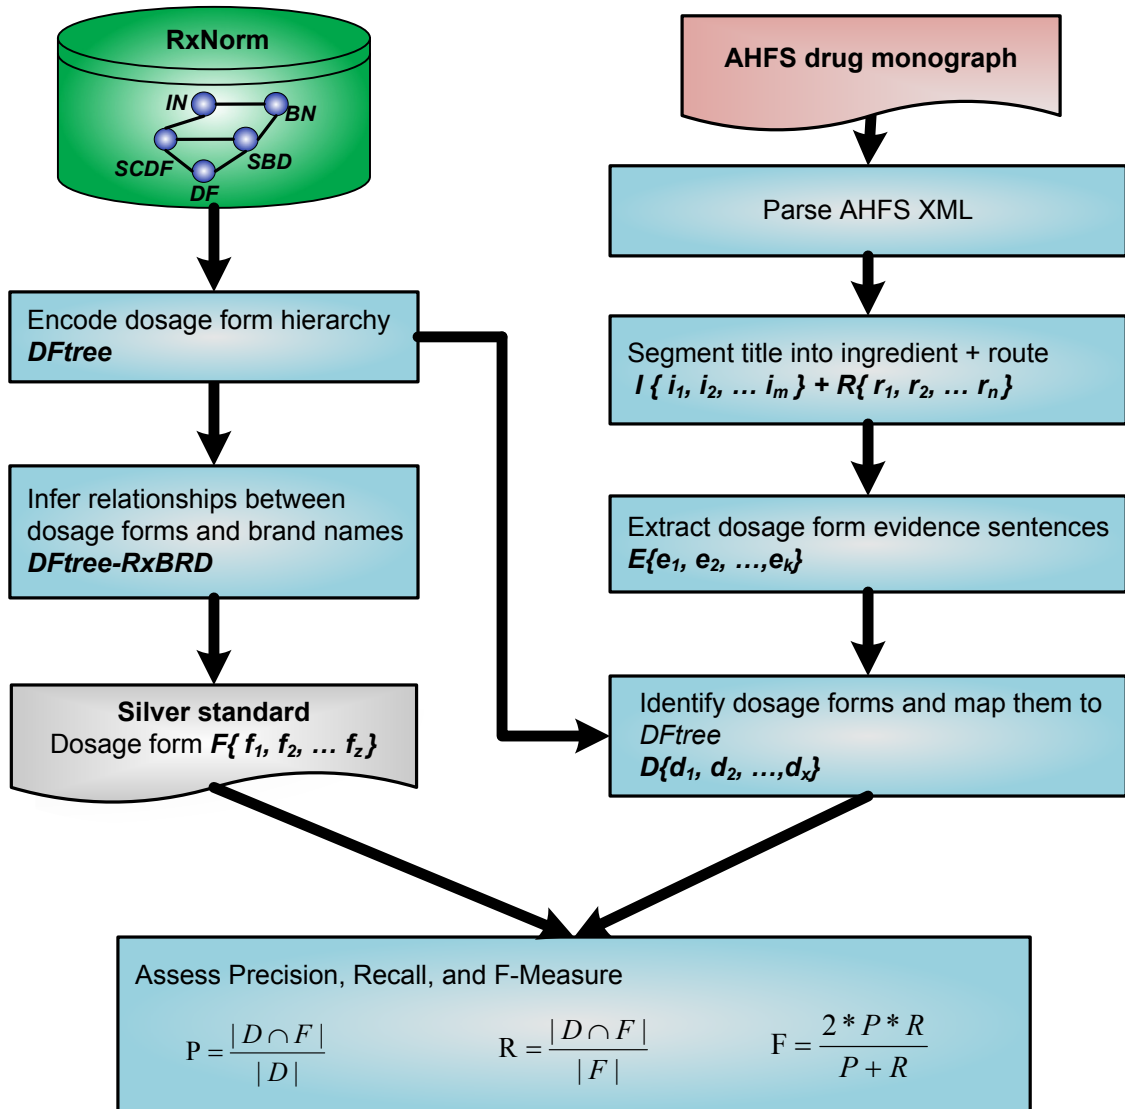 RxNorm
IN
BN
SCDF
SBD
DF
Encode dosage form hierarchy
DFtree
Infer relationships between
dosage forms and brand names
DFtree-RxBRD
Silver standard
Dosage form F{ f1, f2, … fz }
AHFS drug monograph
Parse AHFS XML
Segment title into ingredient + route
I { i1, i2, … im } + R{ r1, r2, … rn }
Extract dosage form evidence sentences
E{e1, e2, …,ek}
Identify dosage forms and map them to
DFtree
D{d1, d2, …,dx}
Assess Precision, Recall, and F-Measure
P = | D ∩ F | / | D |
R = | D ∩ F | / | F |
F = 2 * P * R / P + R